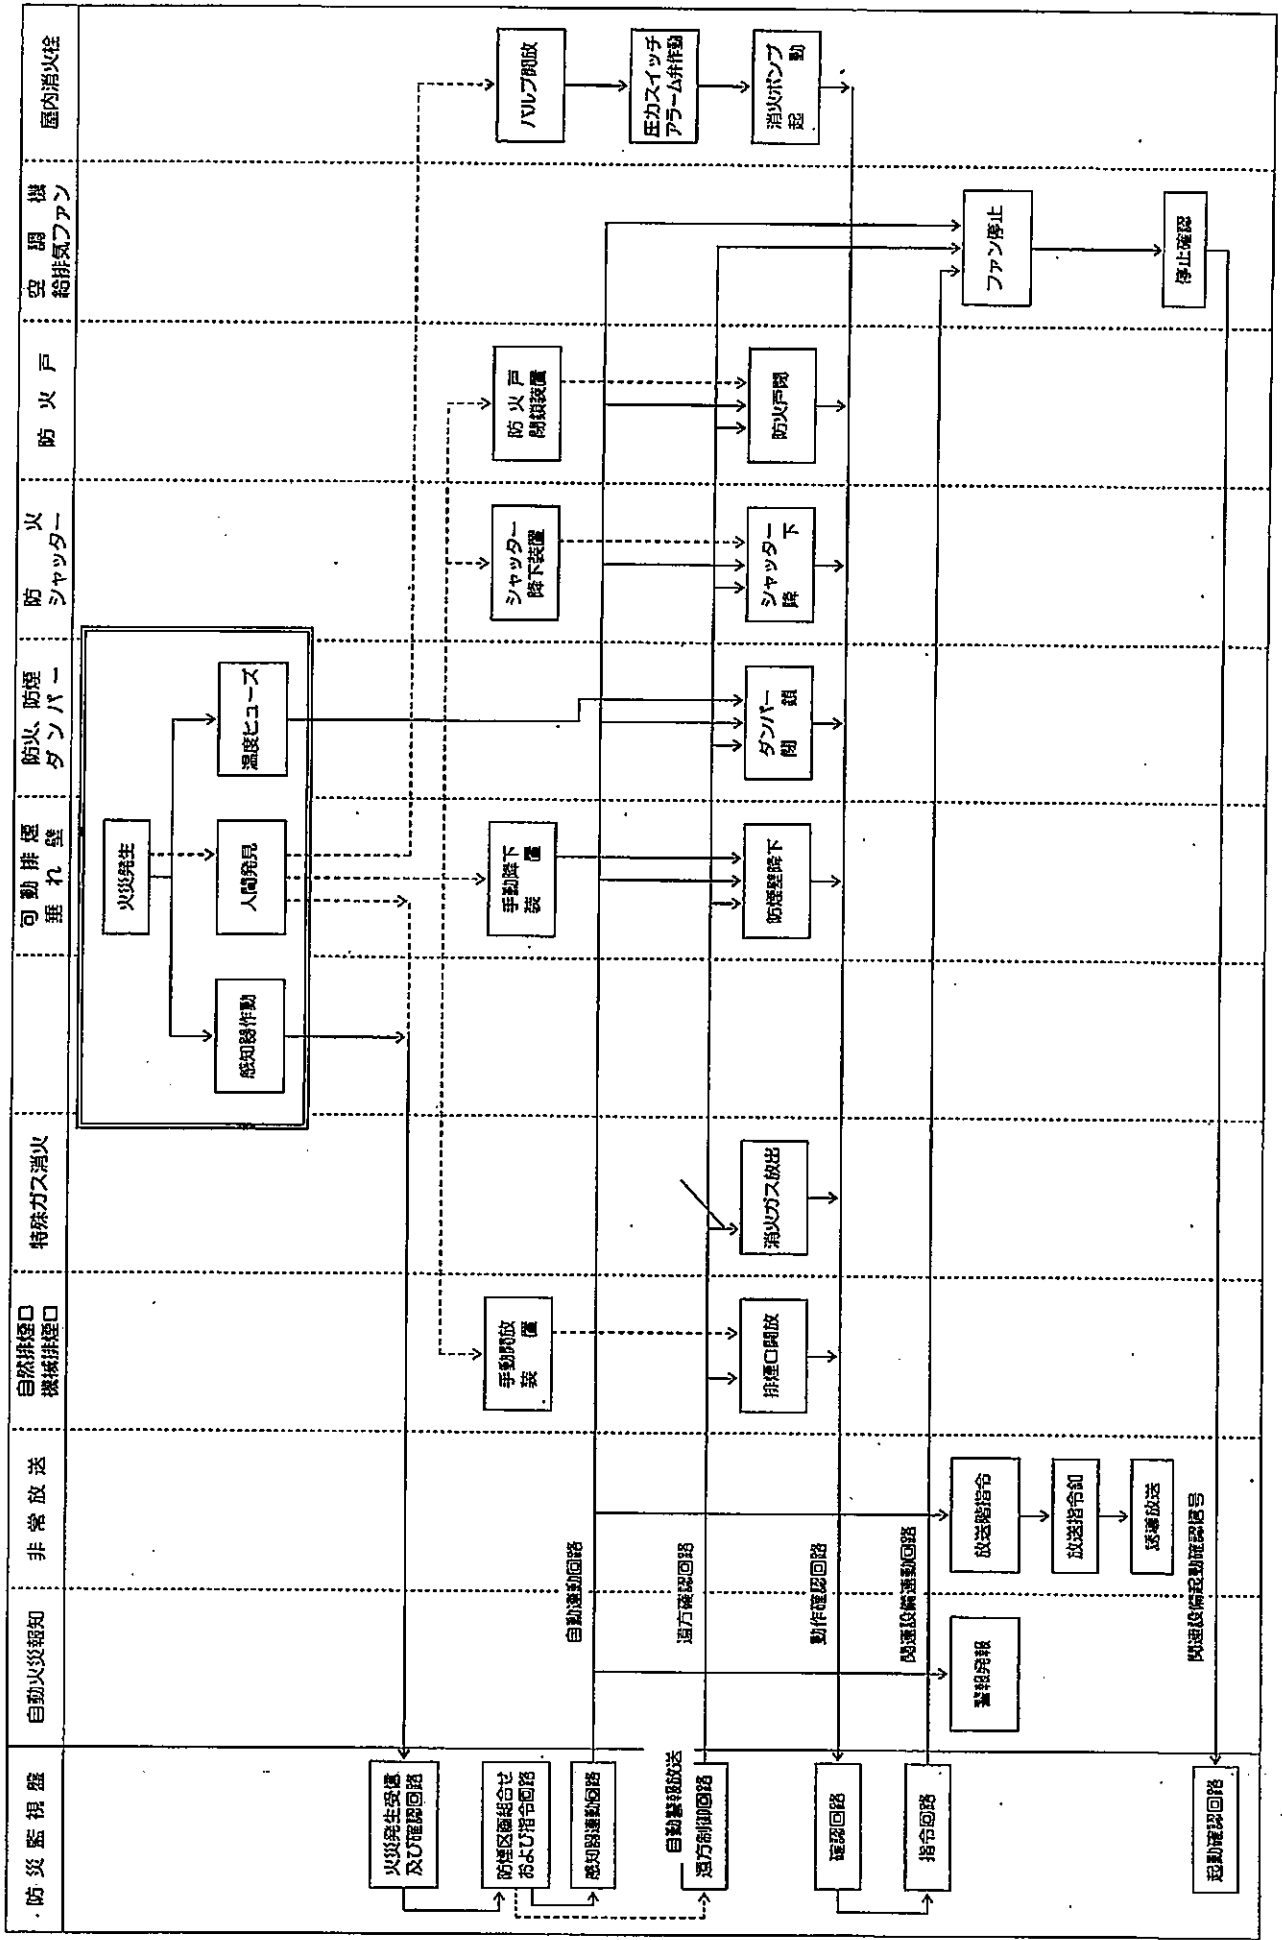 防災監視盤
自動火災報知
非常放送
自然排煙口
機械排煙口
特殊ガス消火
可動排煙
垂れ壁
防火、防煙
ダンパー
防火
シャッター
防火戸
空調機
給排気ファン
屋内消火栓
火災発生
感知器作動
人間発見
温度ヒューズ
火災発生受信
及び確認回路
防煙区画組合せ
および指令回路
手動開放
装置
手動降下
装置
シャッター
降下装置
防火戸
閉鎖装置
バルブ開放
感知器連動回路
自動連動回路
圧力スイッチ
アラーム弁作動
自動警報放送
遠方制御回路
遠方確認回路
排煙口開放
消火ガス放出
防煙壁降下
ダンパー
閉鎖
シャッター
降下
防火戸閉
消火ポンプ
起動
確認回路
動作確認回路
指令回路
関連設備連動回路
警報発報
放送階指令
放送指令卸
誘導放送
ファン停止
停止確認
起動確認回路
関連設備起動確認信号